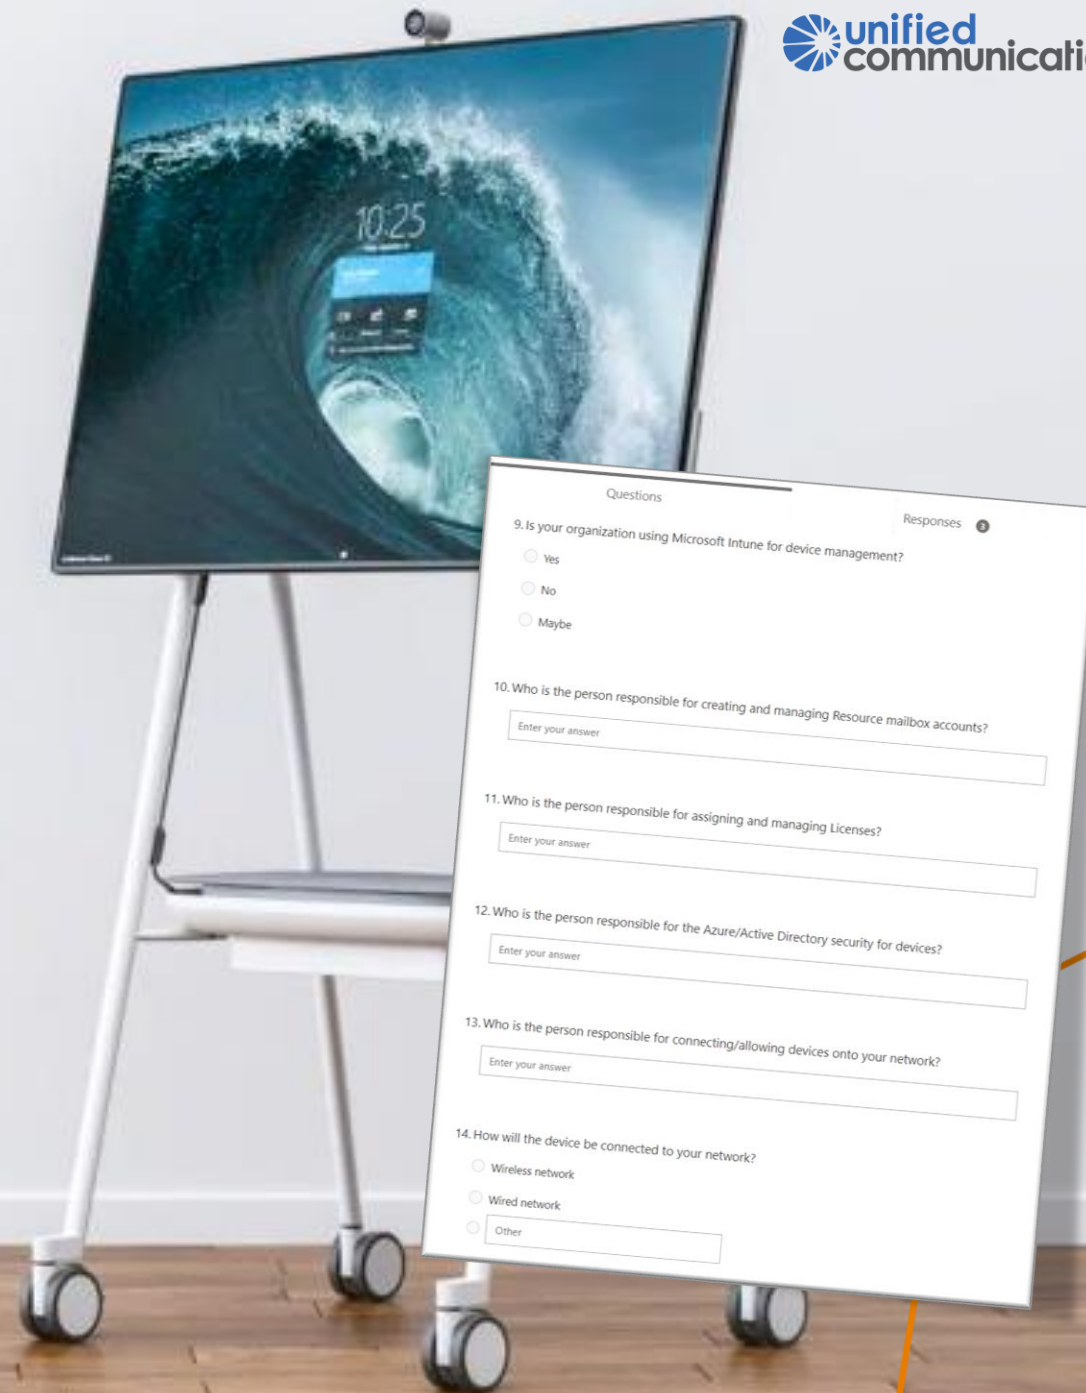 unified
communicatio
10:25
Questions
Responses 3
9. Is your organization using Microsoft Intune for device management?
Yes
No
Maybe
10. Who is the person responsible for creating and managing Resource mailbox accounts?
Enter your answer
11. Who is the person responsible for assigning and managing Licenses?
Enter your answer
12. Who is the person responsible for the Azure/Active Directory security for devices?
Enter your answer
13. Who is the person responsible for connecting/allowing devices onto your network?
Enter your answer
14. How will the device be connected to your network?
Wireless network
Wired network
Other